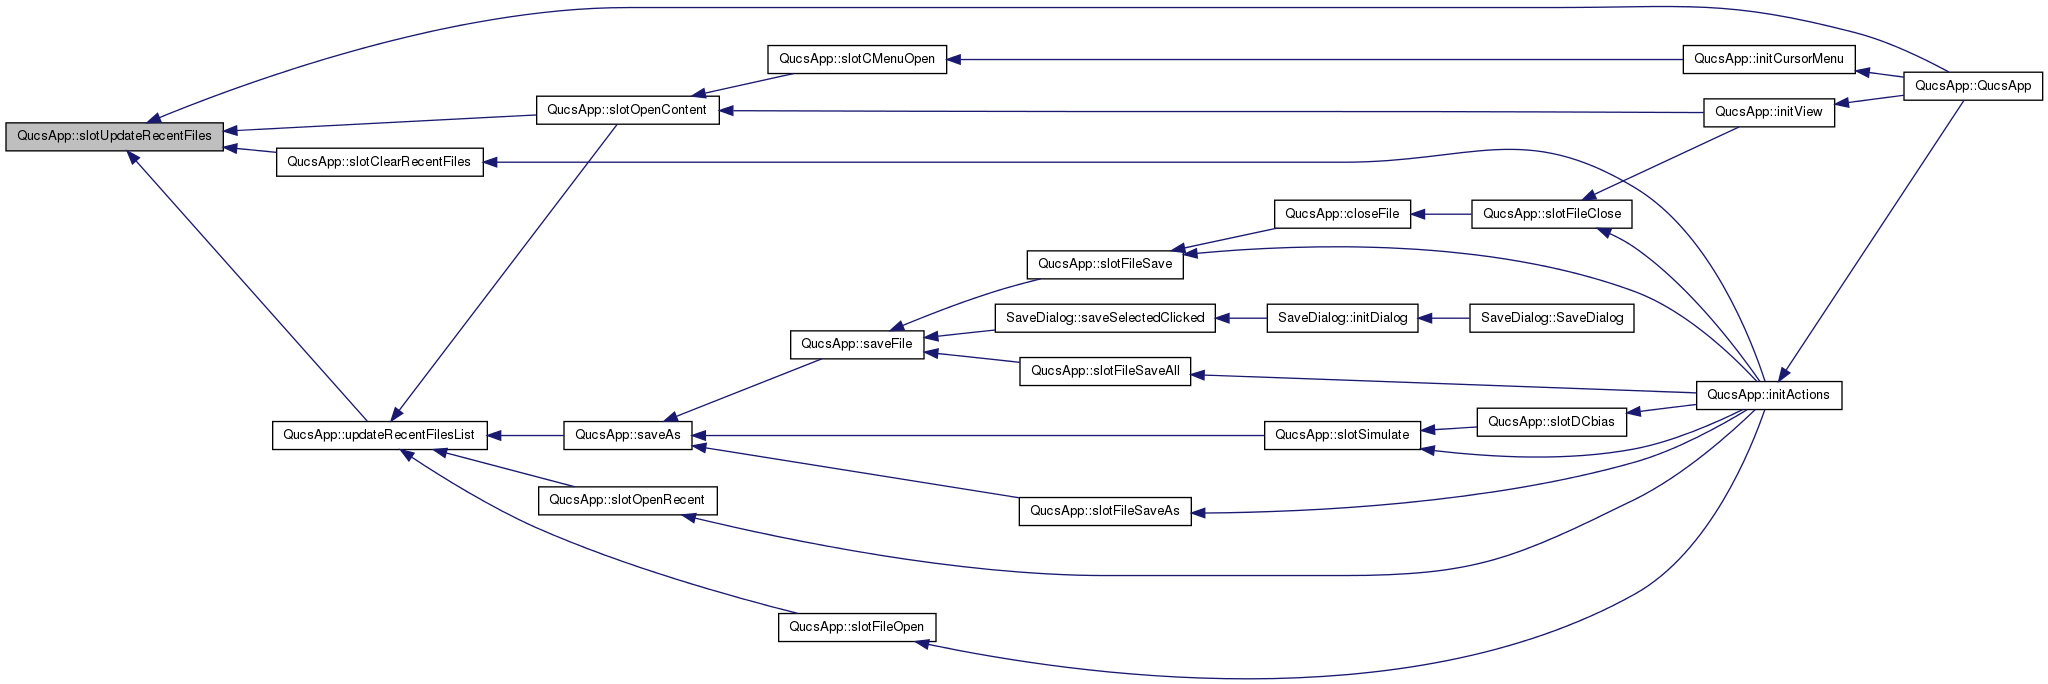 QucsApp::slotUpdateRecentFiles
QucsApp::slotOpenContent
QucsApp::slotClearRecentFiles
QucsApp::updateRecentFilesList
QucsApp::slotCMenuOpen
QucsApp::initCursorMenu
QucsApp::QucsApp
QucsApp::initView
QucsApp::closeFile
QucsApp::slotFileClose
QucsApp::slotFileSave
SaveDialog::saveSelectedClicked
SaveDialog::initDialog
SaveDialog::SaveDialog
QucsApp::saveFile
QucsApp::slotFileSaveAll
QucsApp::initActions
QucsApp::saveAs
QucsApp::slotSimulate
QucsApp::slotDCbias
QucsApp::slotOpenRecent
QucsApp::slotFileSaveAs
QucsApp::slotFileOpen